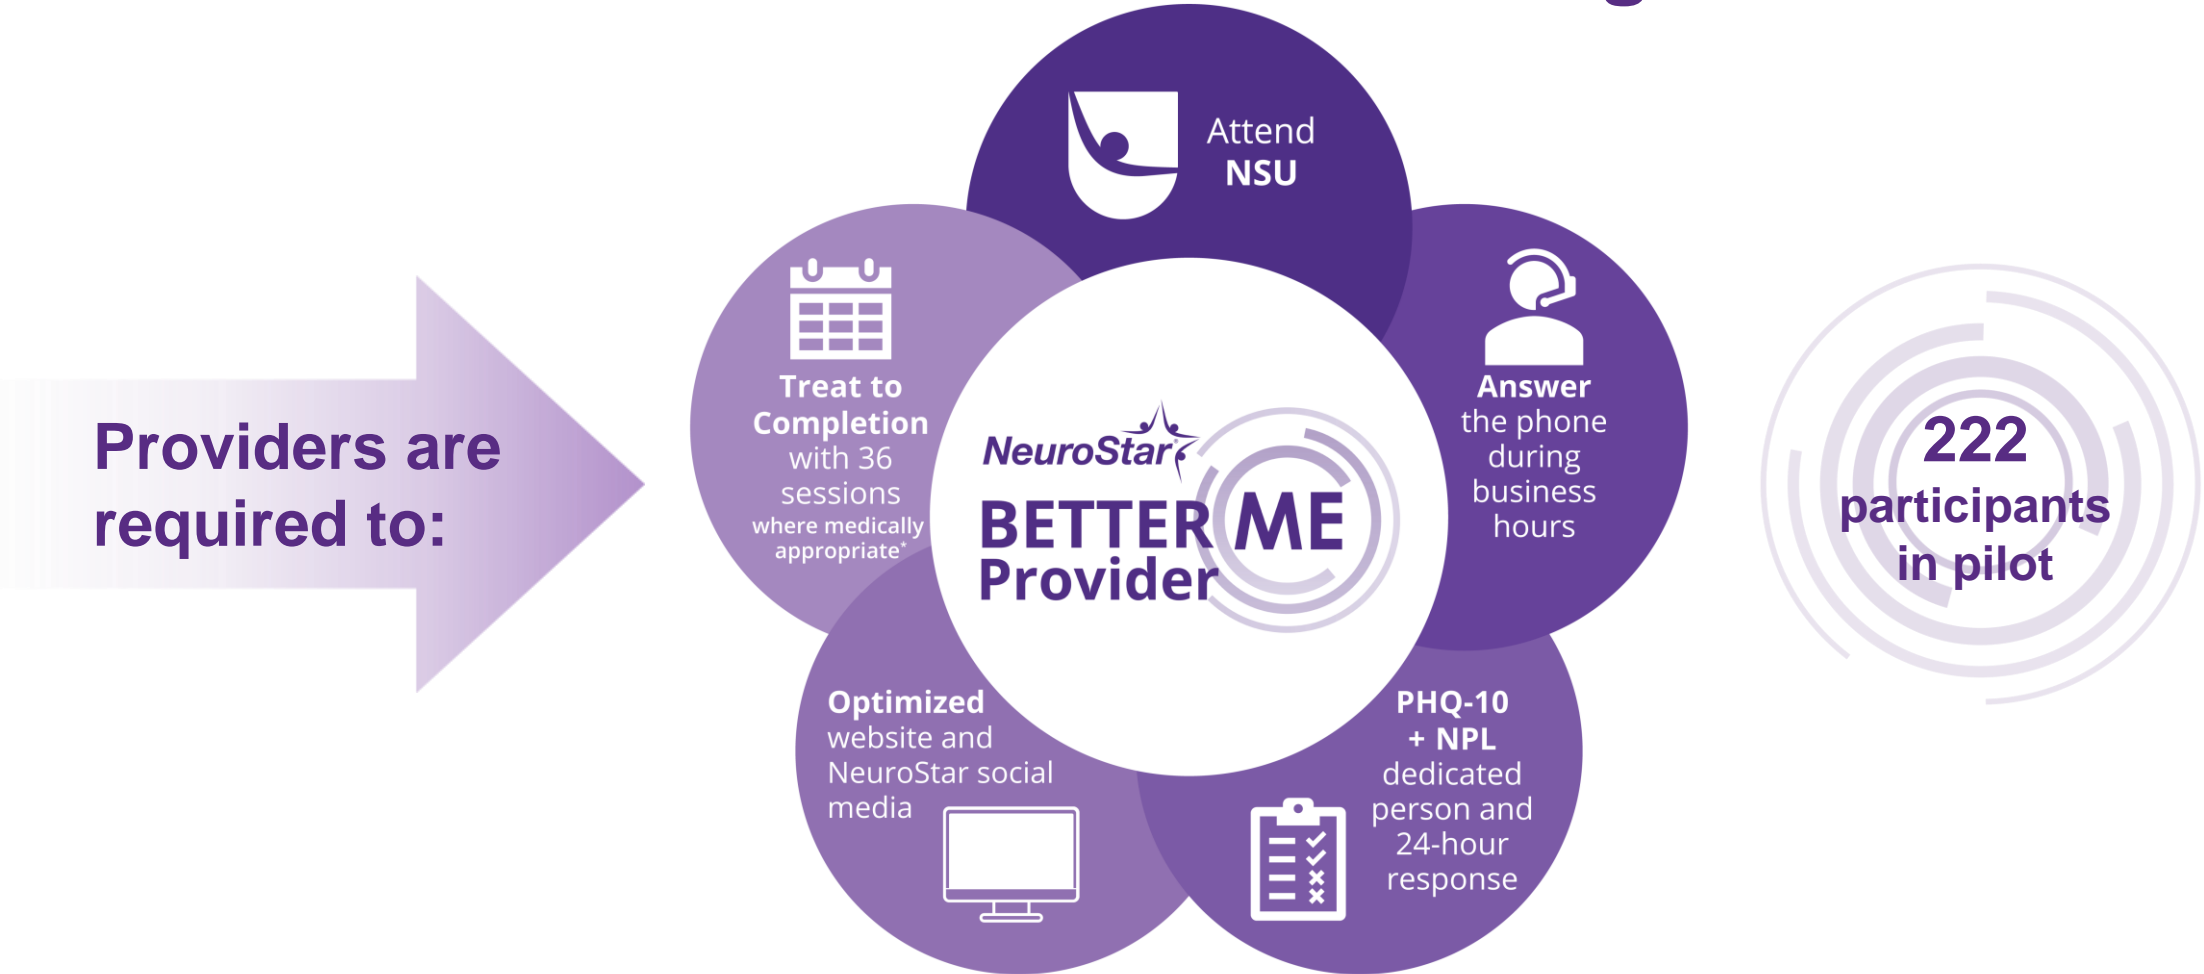 Providers are
required to:
Attend
NSU
Answer
the phone
during
business
hours
PHQ-10
+ NPL
dedicated
person and
24-hour
response
Optimized
website and
NeuroStar social
media
Treat to
Completion
with 36
sessions
where medically
appropriate*
NeuroStar®
BETTER ME
Provider
222
participants
in pilot